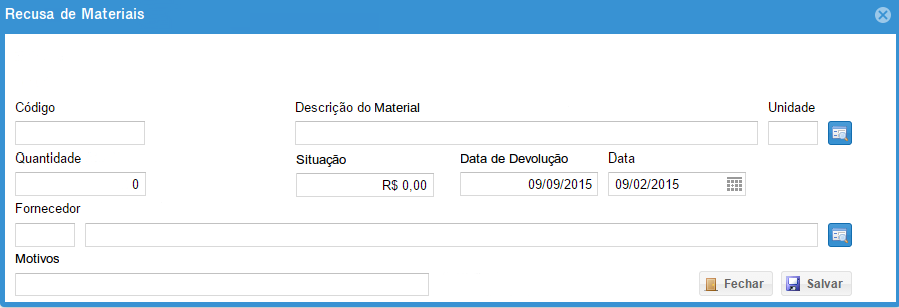 Recusa de Materiais
Código Descrição do Material Unidade
Quantidade Situação Data de Devolução Data
0 R$ 0,00 09/09/2015 09/02/2015
Fornecedor
Motivos
Fechar Salvar